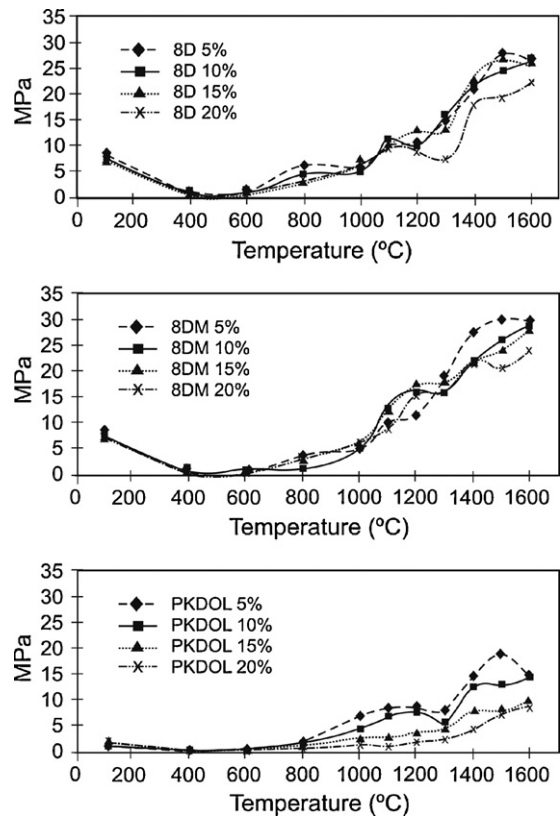 35
30
25
20
15
10
5
0
MPa
8D 5%
8D 10%
8D 15%
8D 20%
0 200 400 600 800 1000 1200 1400 1600
Temperature (ºC)
35
30
25
20
15
10
5
0
MPa
8DM 5%
8DM 10%
8DM 15%
8DM 20%
0 200 400 600 800 1000 1200 1400 1600
Temperature (ºC)
35
30
25
20
15
10
5
0
MPa
PKDOL 5%
PKDOL 10%
PKDOL 15%
PKDOL 20%
0 200 400 600 800 1000 1200 1400 1600
Temperature (ºC)